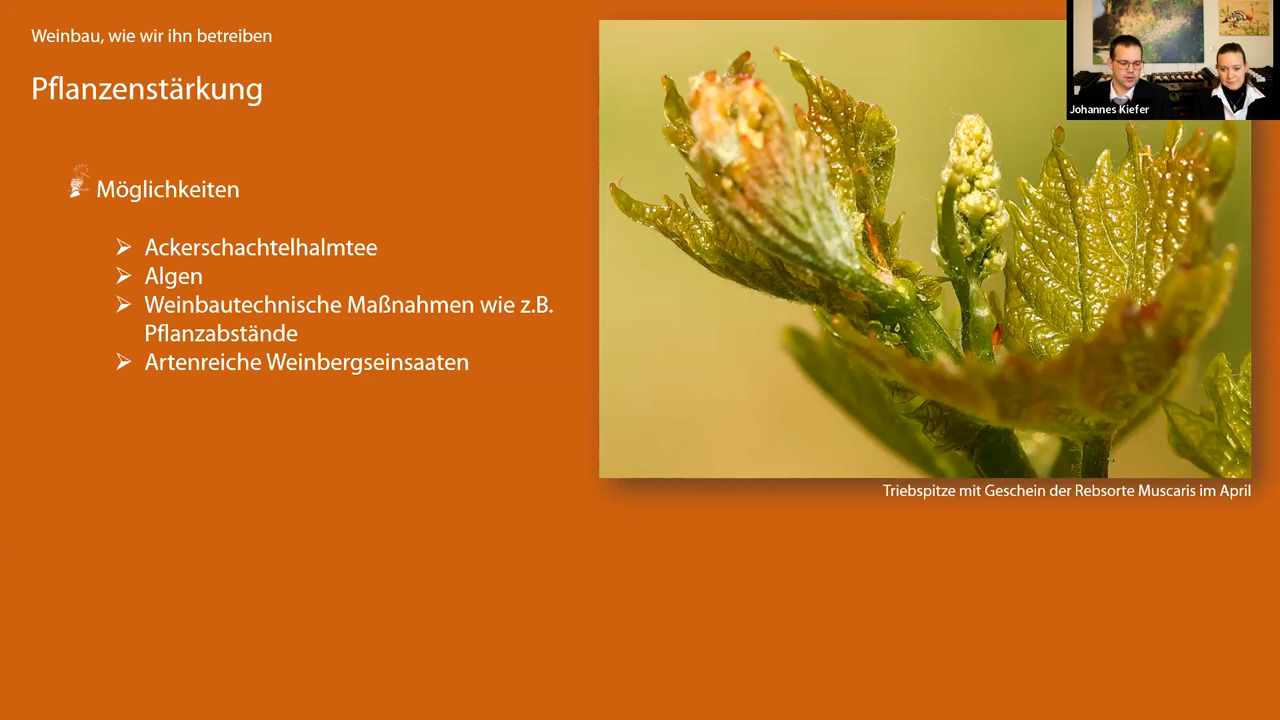 Weinbau, wie wir ihn betreiben
Pflanzenstärkung
Möglichkeiten
Ackerschachtelhalmtee
Algen
Weinbautechnische Maßnahmen wie z.B.
Pflanzabstände
Artenreiche Weinbergseinsaaten
Johannes Kiefer
Triebspitze mit Geschein der Rebsorte Muscaris im April